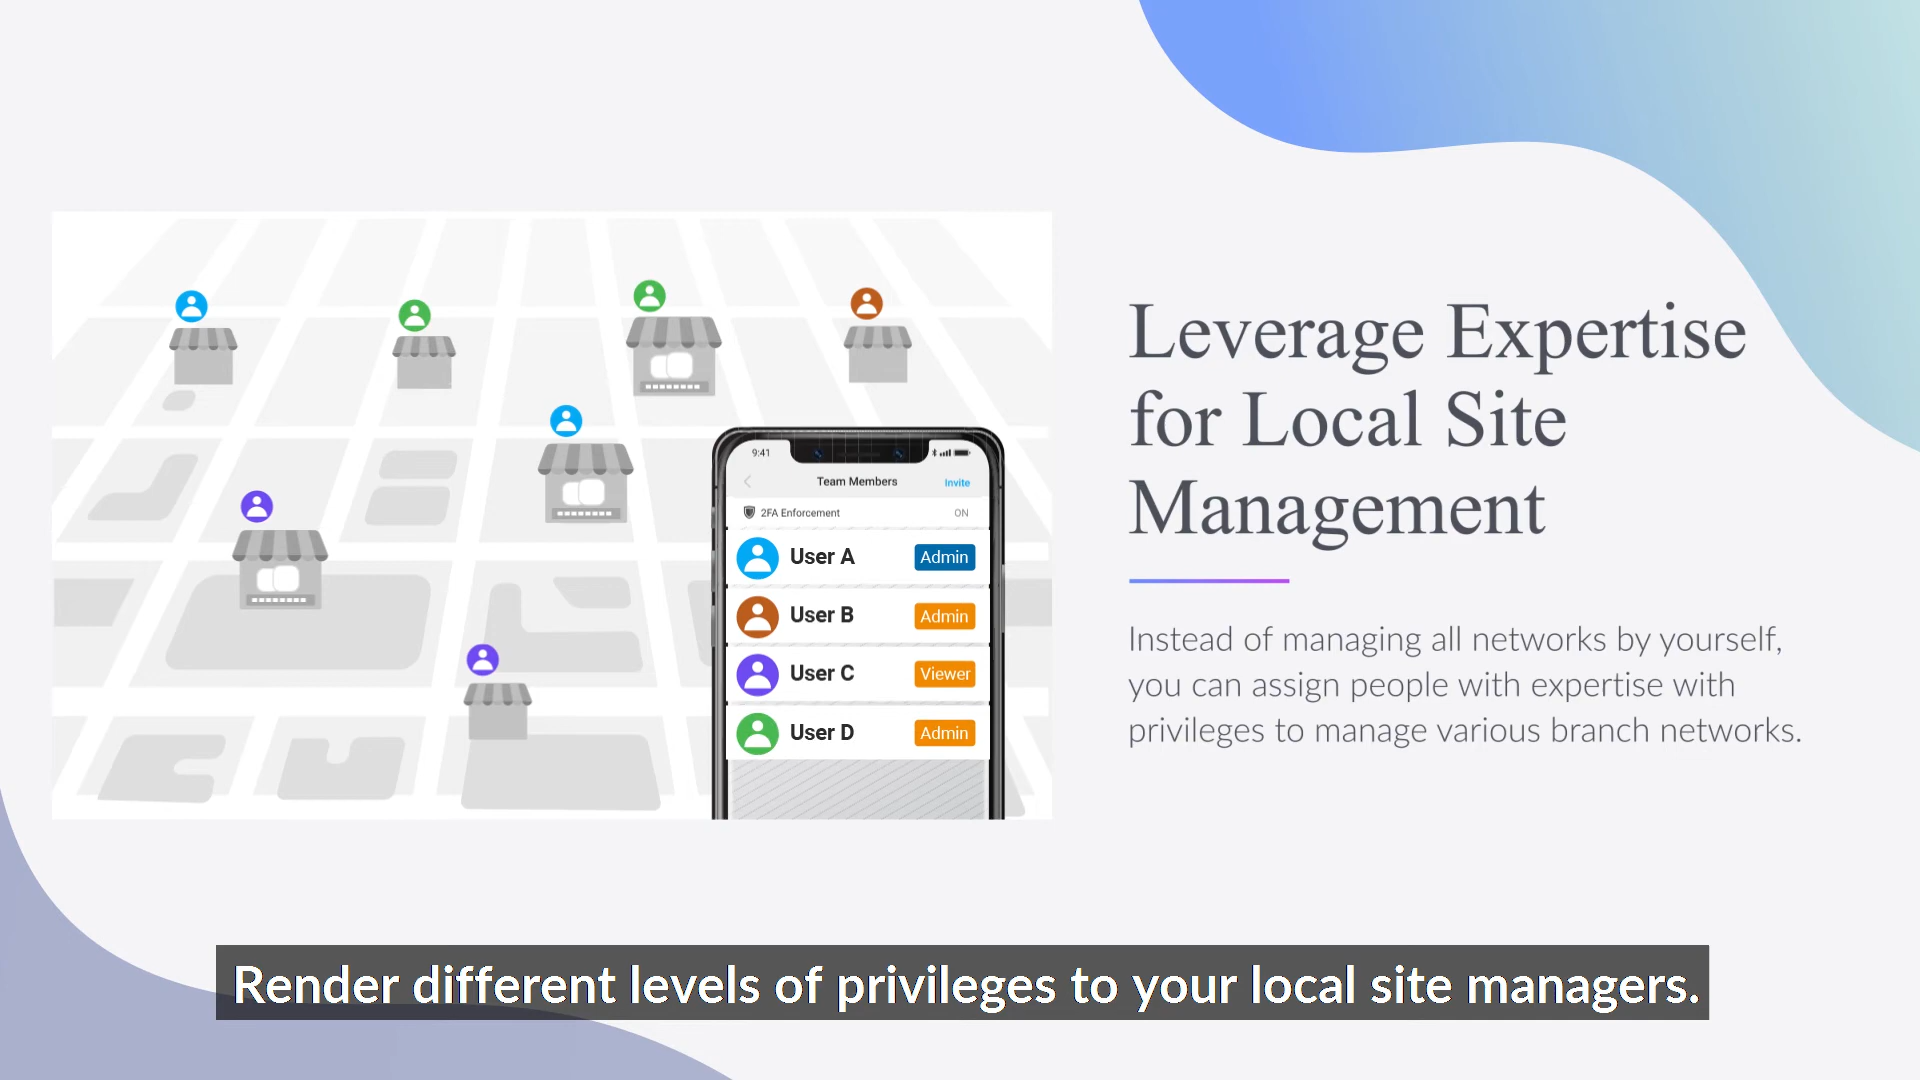 Leverage Expertise
for Local Site
Management
Instead of managing all networks by yourself,
you can assign people with expertise with
privileges to manage various branch networks.
9:41
Team Members
Invite
2FA Enforcement
ON
User A
Admin
User B
Admin
User C
Viewer
User D
Admin
Render different levels of privileges to your local site managers.